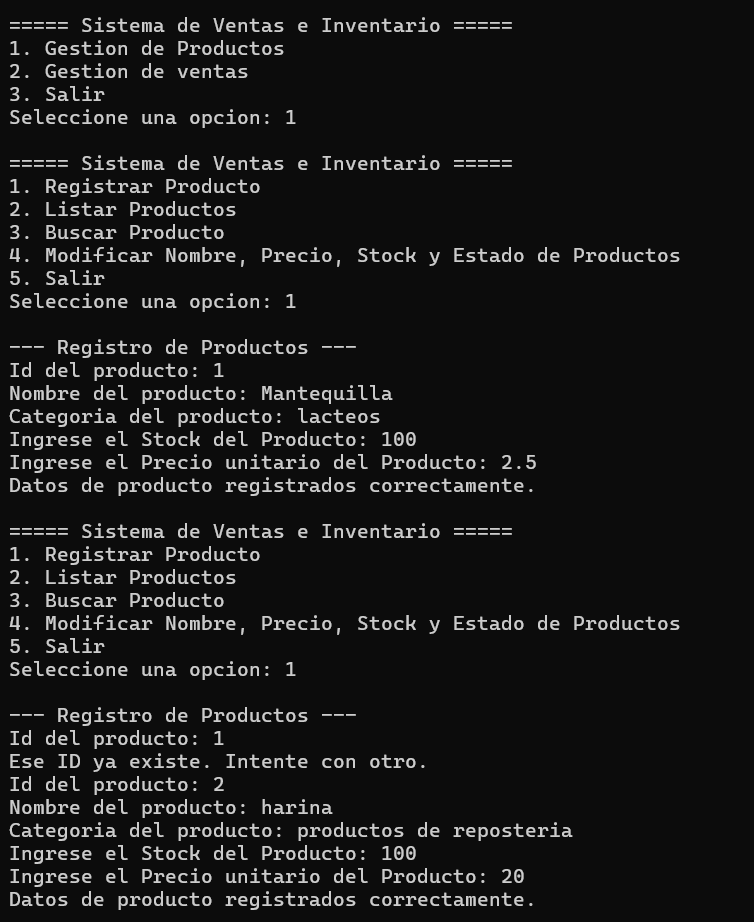 ===== Sistema de Ventas e Inventario =====
1. Gestion de Productos
2. Gestion de ventas
3. Salir
Seleccione una opcion: 1
===== Sistema de Ventas e Inventario =====
1. Registrar Producto
2. Listar Productos
3. Buscar Producto
4. Modificar Nombre, Precio, Stock y Estado de Productos
5. Salir
Seleccione una opcion: 1
--- Registro de Productos ---
Id del producto: 1
Nombre del producto: Mantequilla
Categoria del producto: lacteos
Ingrese el Stock del Producto: 100
Ingrese el Precio unitario del Producto: 2.5
Datos de producto registrados correctamente.
===== Sistema de Ventas e Inventario =====
1. Registrar Producto
2. Listar Productos
3. Buscar Producto
4. Modificar Nombre, Precio, Stock y Estado de Productos
5. Salir
Seleccione una opcion: 1
--- Registro de Productos ---
Id del producto: 1
Ese ID ya existe. Intente con otro.
Id del producto: 2
Nombre del producto: harina
Categoria del producto: productos de reposteria
Ingrese el Stock del Producto: 100
Ingrese el Precio unitario del Producto: 20
Datos de producto registrados correctamente.